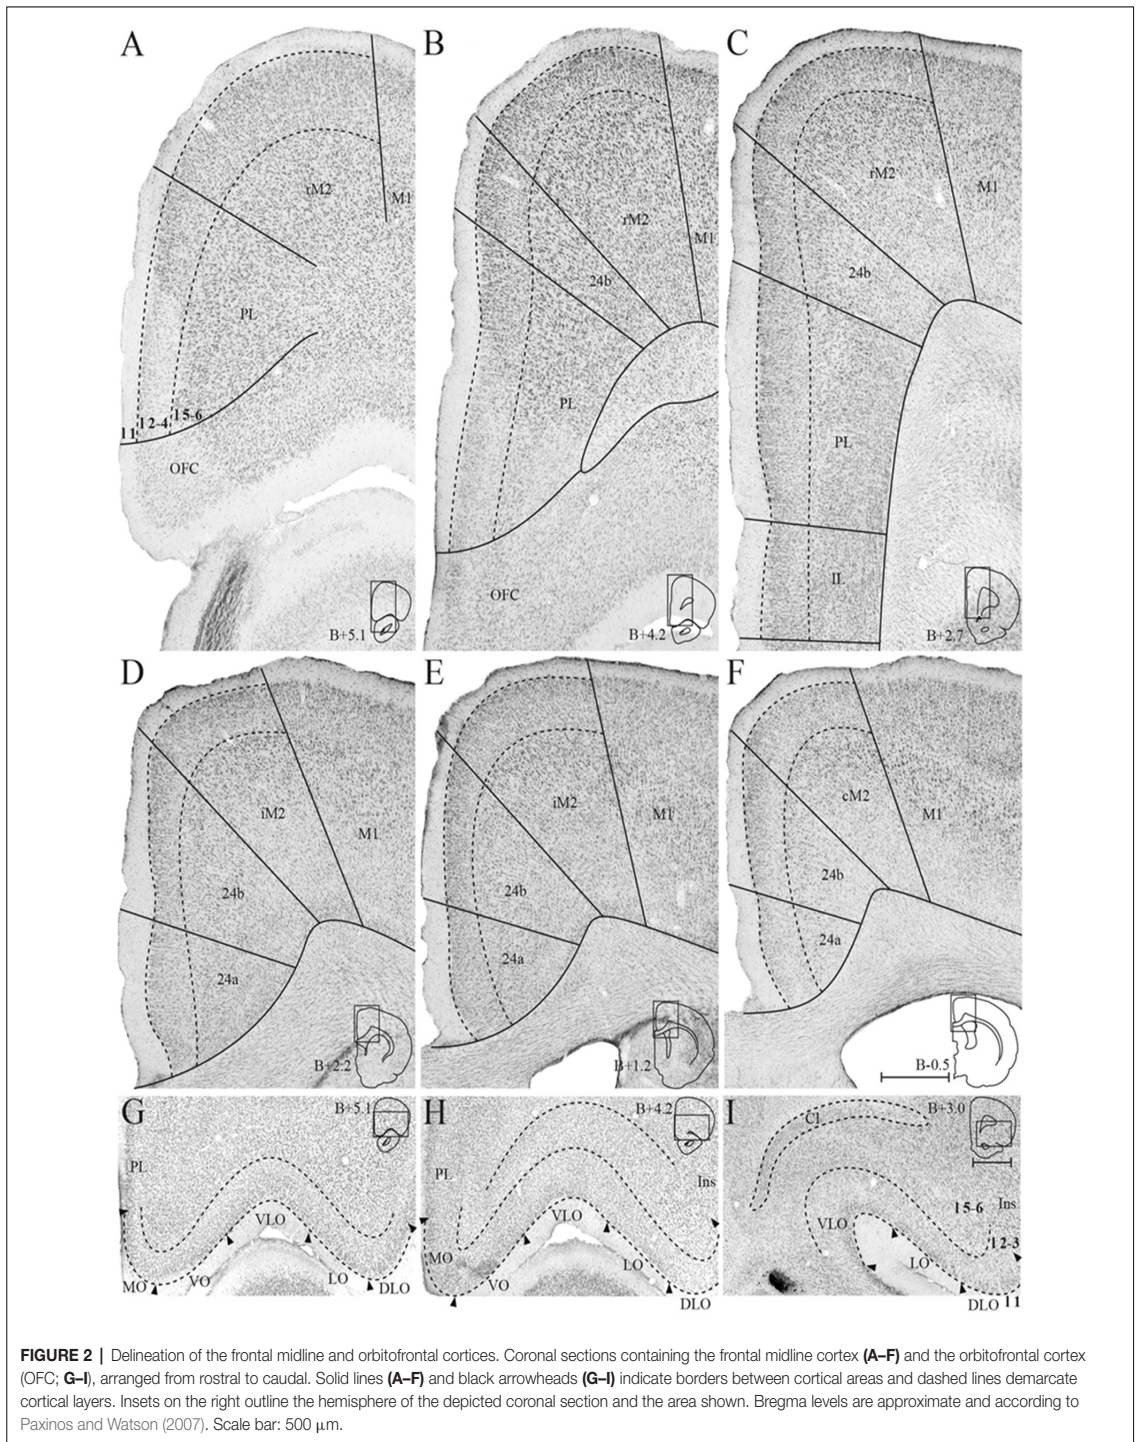 A
B
C
rM2
M1
rM2
M1
rM2
M1
24b
24b
PL
PL
PL
l 1
l 2-4
l 5-6
OFC
OFC
IL
B+5.1
B+4.2
B+2.7
D
E
F
iM2
M1
iM2
M1
cM2
M1
24b
24b
24b
24a
24a
24a
B+2.2
B+1.2
B-0.5
G
B+5.1
H
B+4.2
I
Cl
B+3.0
PL
PL
Ins
l 5-6
Ins
VLO
VLO
VLO
l 2-3
MO
VO
LO
DLO
MO
VO
LO
DLO
LO
DLO
l 1
FIGURE 2 | Delineation of the frontal midline and orbitofrontal cortices. Coronal sections containing the frontal midline cortex (A–F) and the orbitofrontal cortex
(OFC; G–I), arranged from rostral to caudal. Solid lines (A–F) and black arrowheads (G–I) indicate borders between cortical areas and dashed lines demarcate
cortical layers. Insets on the right outline the hemisphere of the depicted coronal section and the area shown. Bregma levels are approximate and according to
Paxinos and Watson (2007). Scale bar: 500 μm.